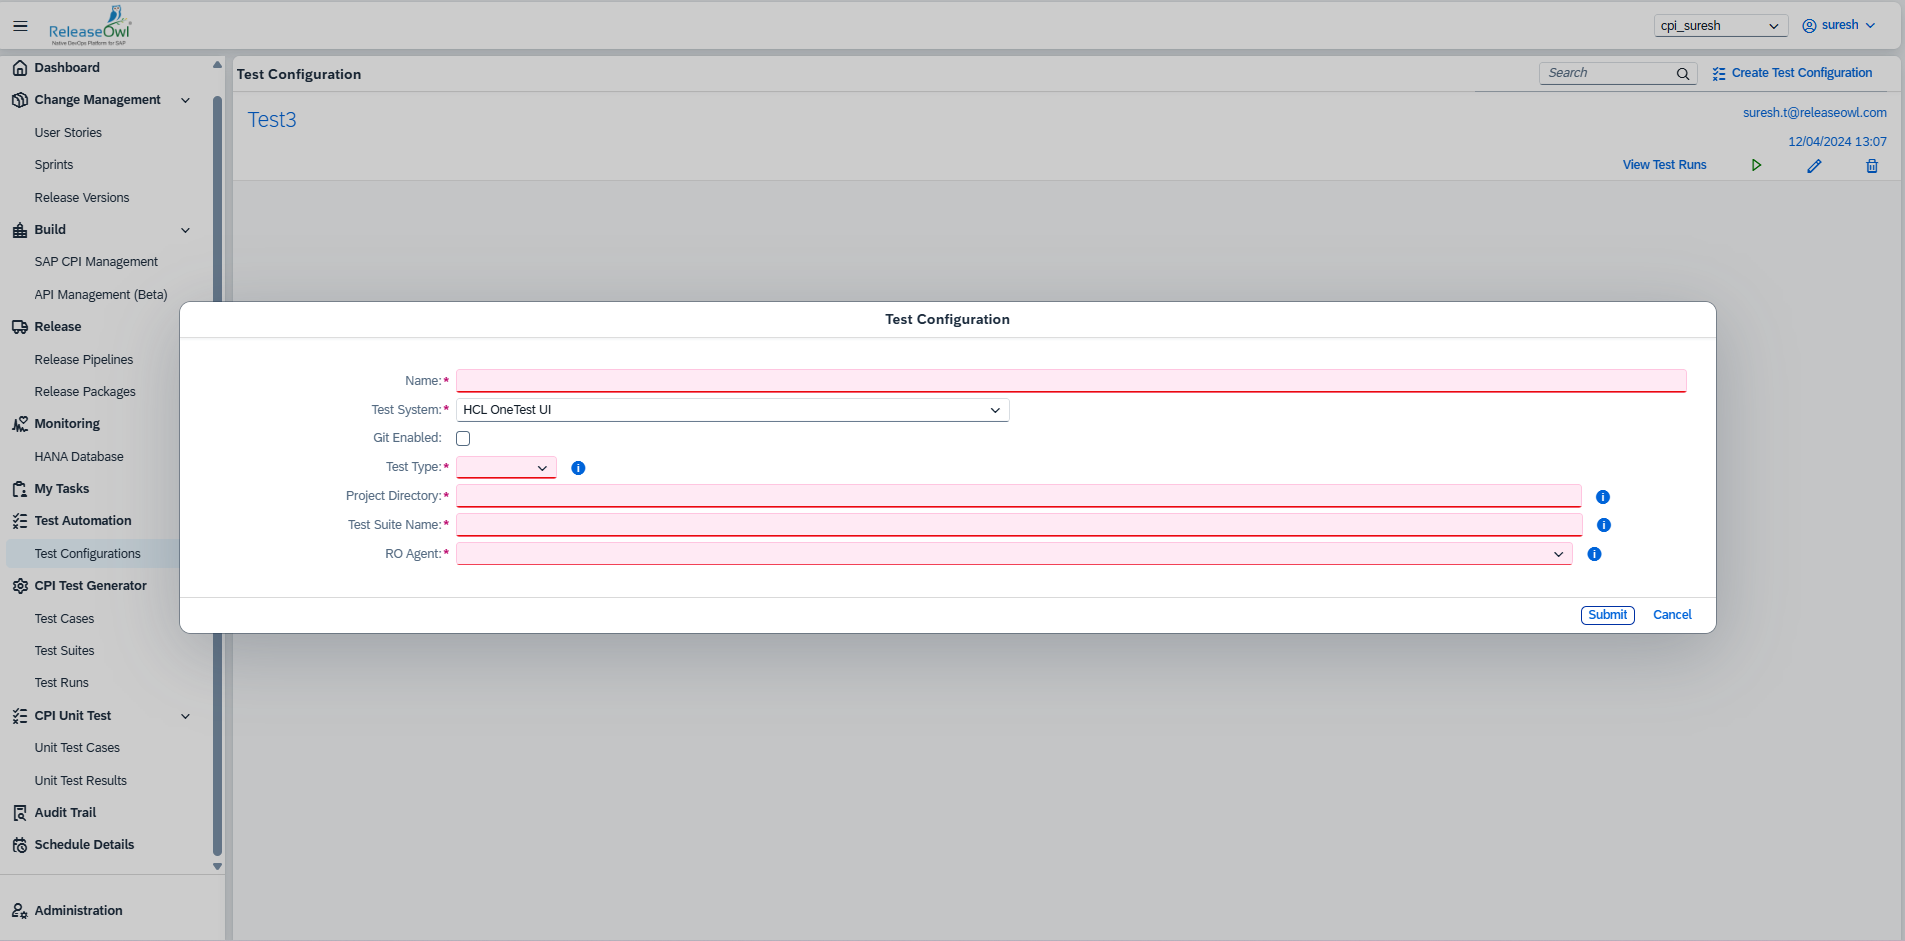 ReleaseOwl
Native DevOps Platform for SAP
cpi_suresh
suresh
Dashboard
Change Management
User Stories
Sprints
Release Versions
Build
SAP CPI Management
API Management (Beta)
Release
Release Pipelines
Release Packages
Monitoring
HANA Database
My Tasks
Test Automation
Test Configurations
CPI Test Generator
Test Cases
Test Suites
Test Runs
CPI Unit Test
Unit Test Cases
Unit Test Results
Audit Trail
Schedule Details
Administration
Test Configuration
Search
Create Test Configuration
Test3
suresh.t@releaseowl.com
12/04/2024 13:07
View Test Runs
Test Configuration
Name:*
Test System:* HCL OneTest UI
Git Enabled:
Test Type:*
Project Directory:*
Test Suite Name:*
RO Agent:*
Submit Cancel